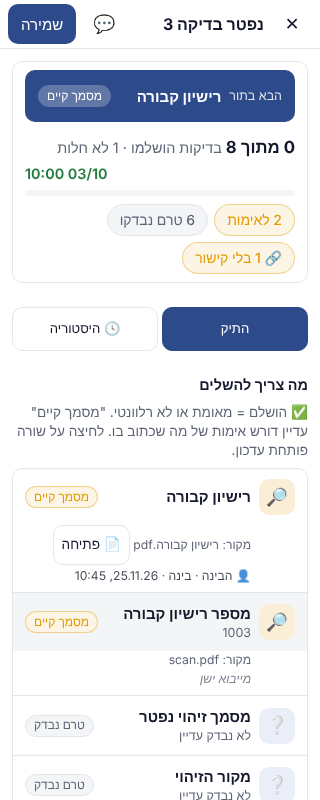 ✕ נפטר בדיקה 3 💬 שמירה
הבא בתור רישיון קבורה מסמך קיים
0 מתוך 8 בדיקות הושלמו · 1 לא חלות
03/10 10:00
2 לאימות 6 טרם נבדקו
🔗 1 בלי קישור
התיק 🕓 היסטוריה
מה צריך להשלים
✅ הושלם = מאומת או לא רלוונטי. "מסמך קיים"
עדיין דורש אימות של מה שכתוב בו. לחיצה על שורה
פותחת עדכון.
🔎 רישיון קבורה מסמך קיים
מקור: רישיון קבורה.pdf 📄 פתיחה
👤 הבינה · בינה · 25.11.26, 10:45
🔎 מספר רישיון קבורה מסמך קיים
1003
מקור: scan.pdf
מייבוא ישן
❔ מסמך זיהוי נפטר טרם נבדק
לא נבדק עדיין
❔ מקור הזיהוי טרם נבדק
לא נבדק עדיין